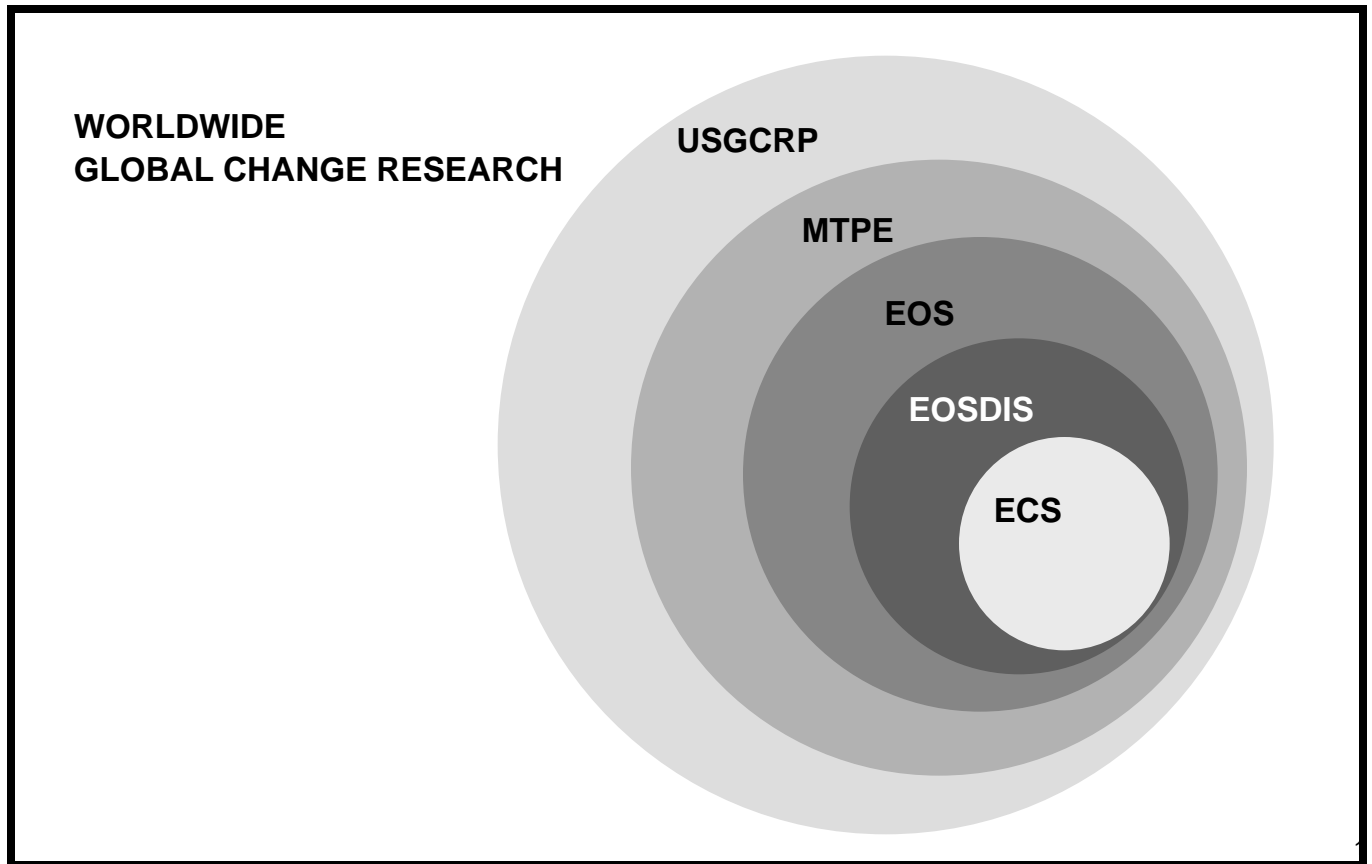 WORLDWIDE
GLOBAL CHANGE RESEARCH
USGCRP
MTPE
EOS
EOSDIS
ECS